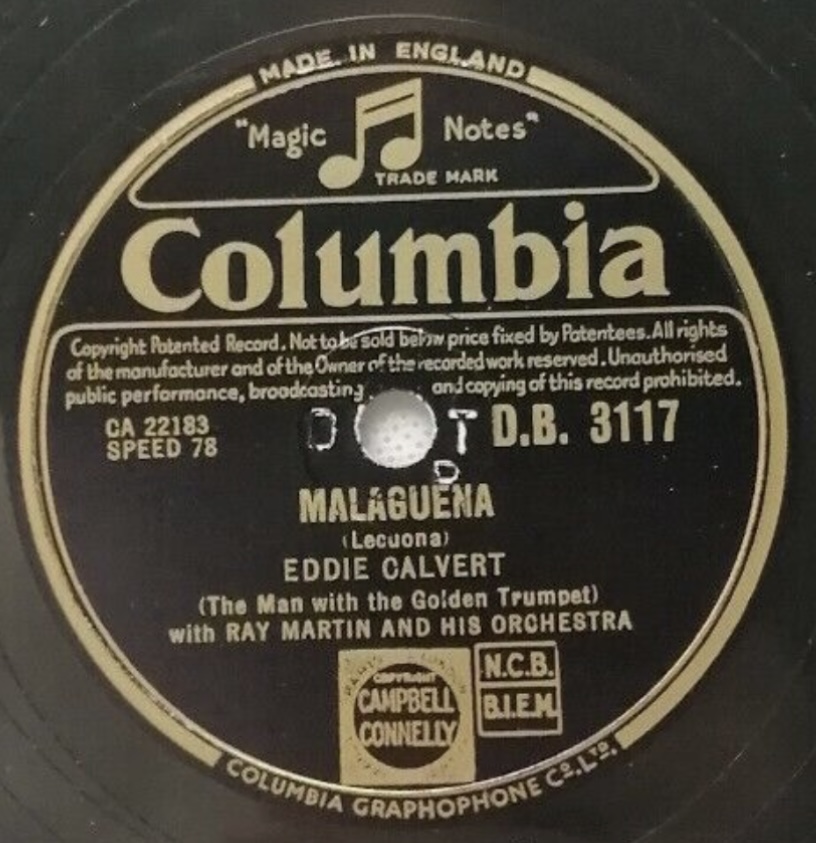 MADE IN ENGLAND
"Magic Notes"
TRADE MARK
Columbia
Copyright Patented Record. Not to be sold below price fixed by Patentees. All rights
of the manufacturer and of the Owner of the recorded work reserved. Unauthorised
public performance, broadcasting and copying of this record prohibited.
CA 22183
SPEED 78
D T
D
D.B. 3117
MALAGUENA
(Lecuona)
EDDIE CALVERT
(The Man with the Golden Trumpet)
with RAY MARTIN AND HIS ORCHESTRA
COPYRIGHT
CAMPBELL
CONNELLY
N.C.B.
B.I.E.M.
COLUMBIA GRAPHOPHONE Co. LTD.